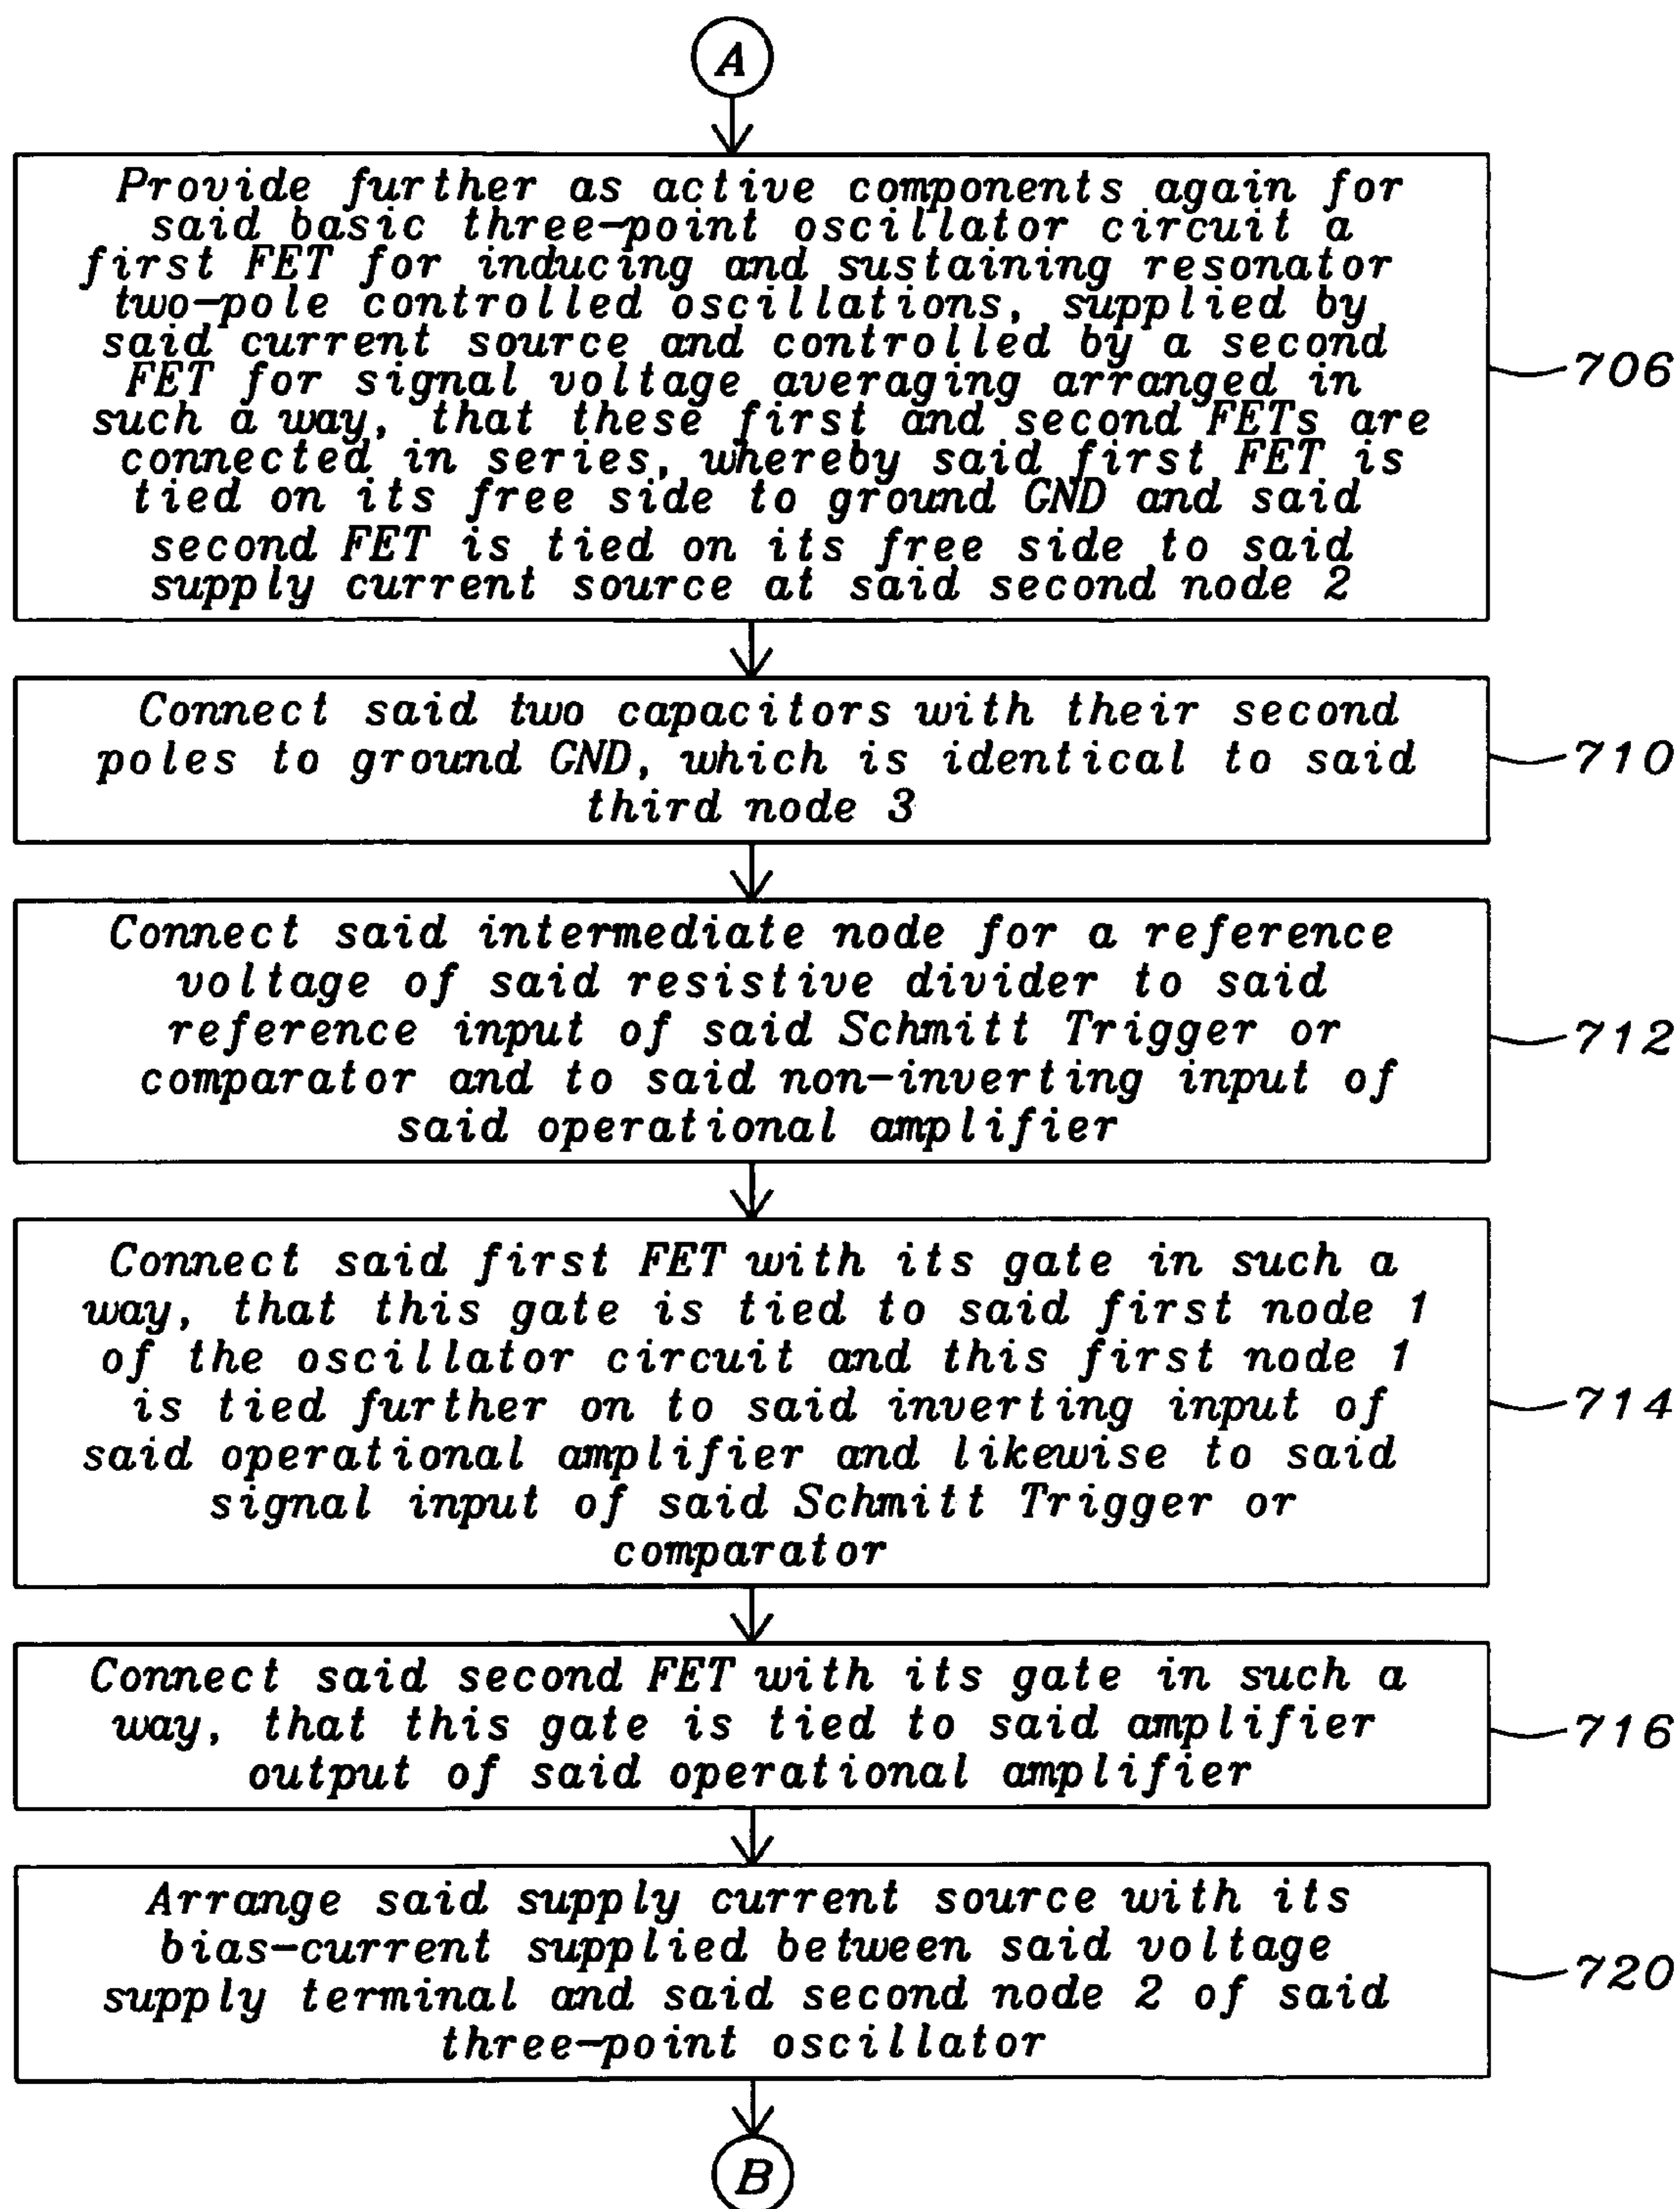 A
Provide further as active components again for
said basic three-point oscillator circuit a
first FET for inducing and sustaining resonator
two-pole controlled oscillations, supplied by
said current source and controlled by a second
FET for signal voltage averaging arranged in
such a way, that these first and second FETs are
connected in series, whereby said first FET is
tied on its free side to ground GND and said
second FET is tied on its free side to said
supply current source at said second node 2
706
Connect said two capacitors with their second
poles to ground GND, which is identical to said
third node 3
710
Connect said intermediate node for a reference
voltage of said resistive divider to said
reference input of said Schmitt Trigger or
comparator and to said non-inverting input of
said operational amplifier
712
Connect said first FET with its gate in such a
way, that this gate is tied to said first node 1
of the oscillator circuit and this first node 1
is tied further on to said inverting input of
said operational amplifier and likewise to said
signal input of said Schmitt Trigger or
comparator
714
Connect said second FET with its gate in such a
way, that this gate is tied to said amplifier
output of said operational amplifier
716
Arrange said supply current source with its
bias-current supplied between said voltage
supply terminal and said second node 2 of said
three-point oscillator
720
B